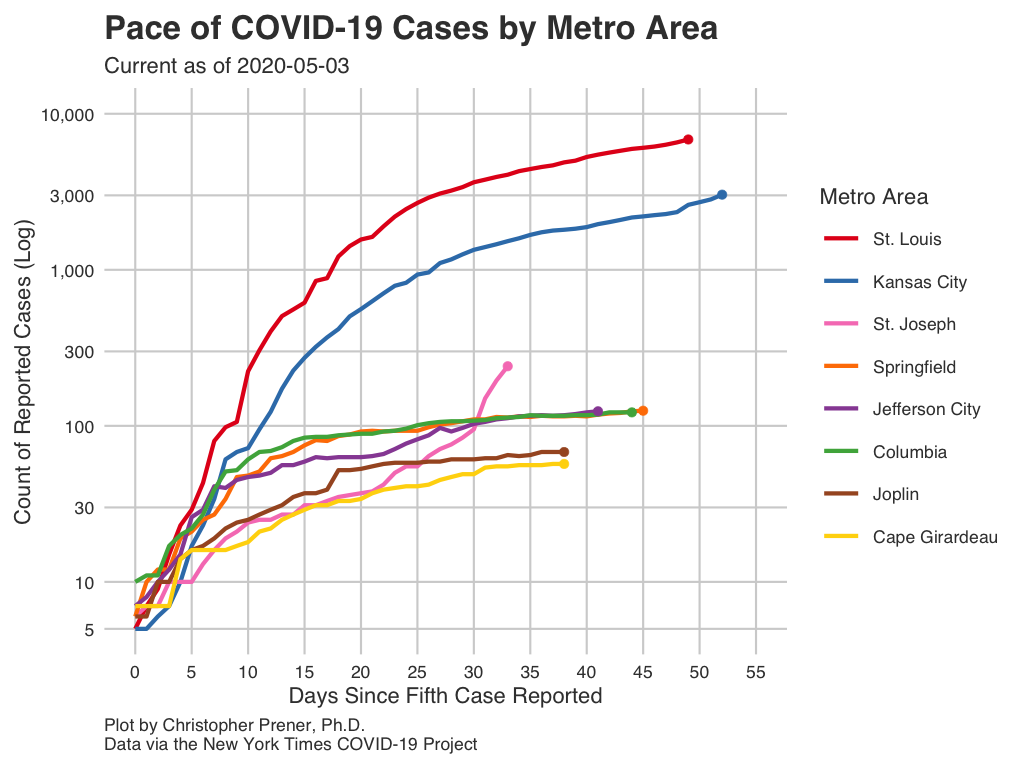 Pace of COVID-19 Cases by Metro Area
Current as of 2020-05-03
Count of Reported Cases (Log)
10,000
3,000
1,000
300
100
30
10
5
0 5 10 15 20 25 30 35 40 45 50 55
Days Since Fifth Case Reported
Metro Area
St. Louis
Kansas City
St. Joseph
Springfield
Jefferson City
Columbia
Joplin
Cape Girardeau
Plot by Christopher Prener, Ph.D.
Data via the New York Times COVID-19 Project